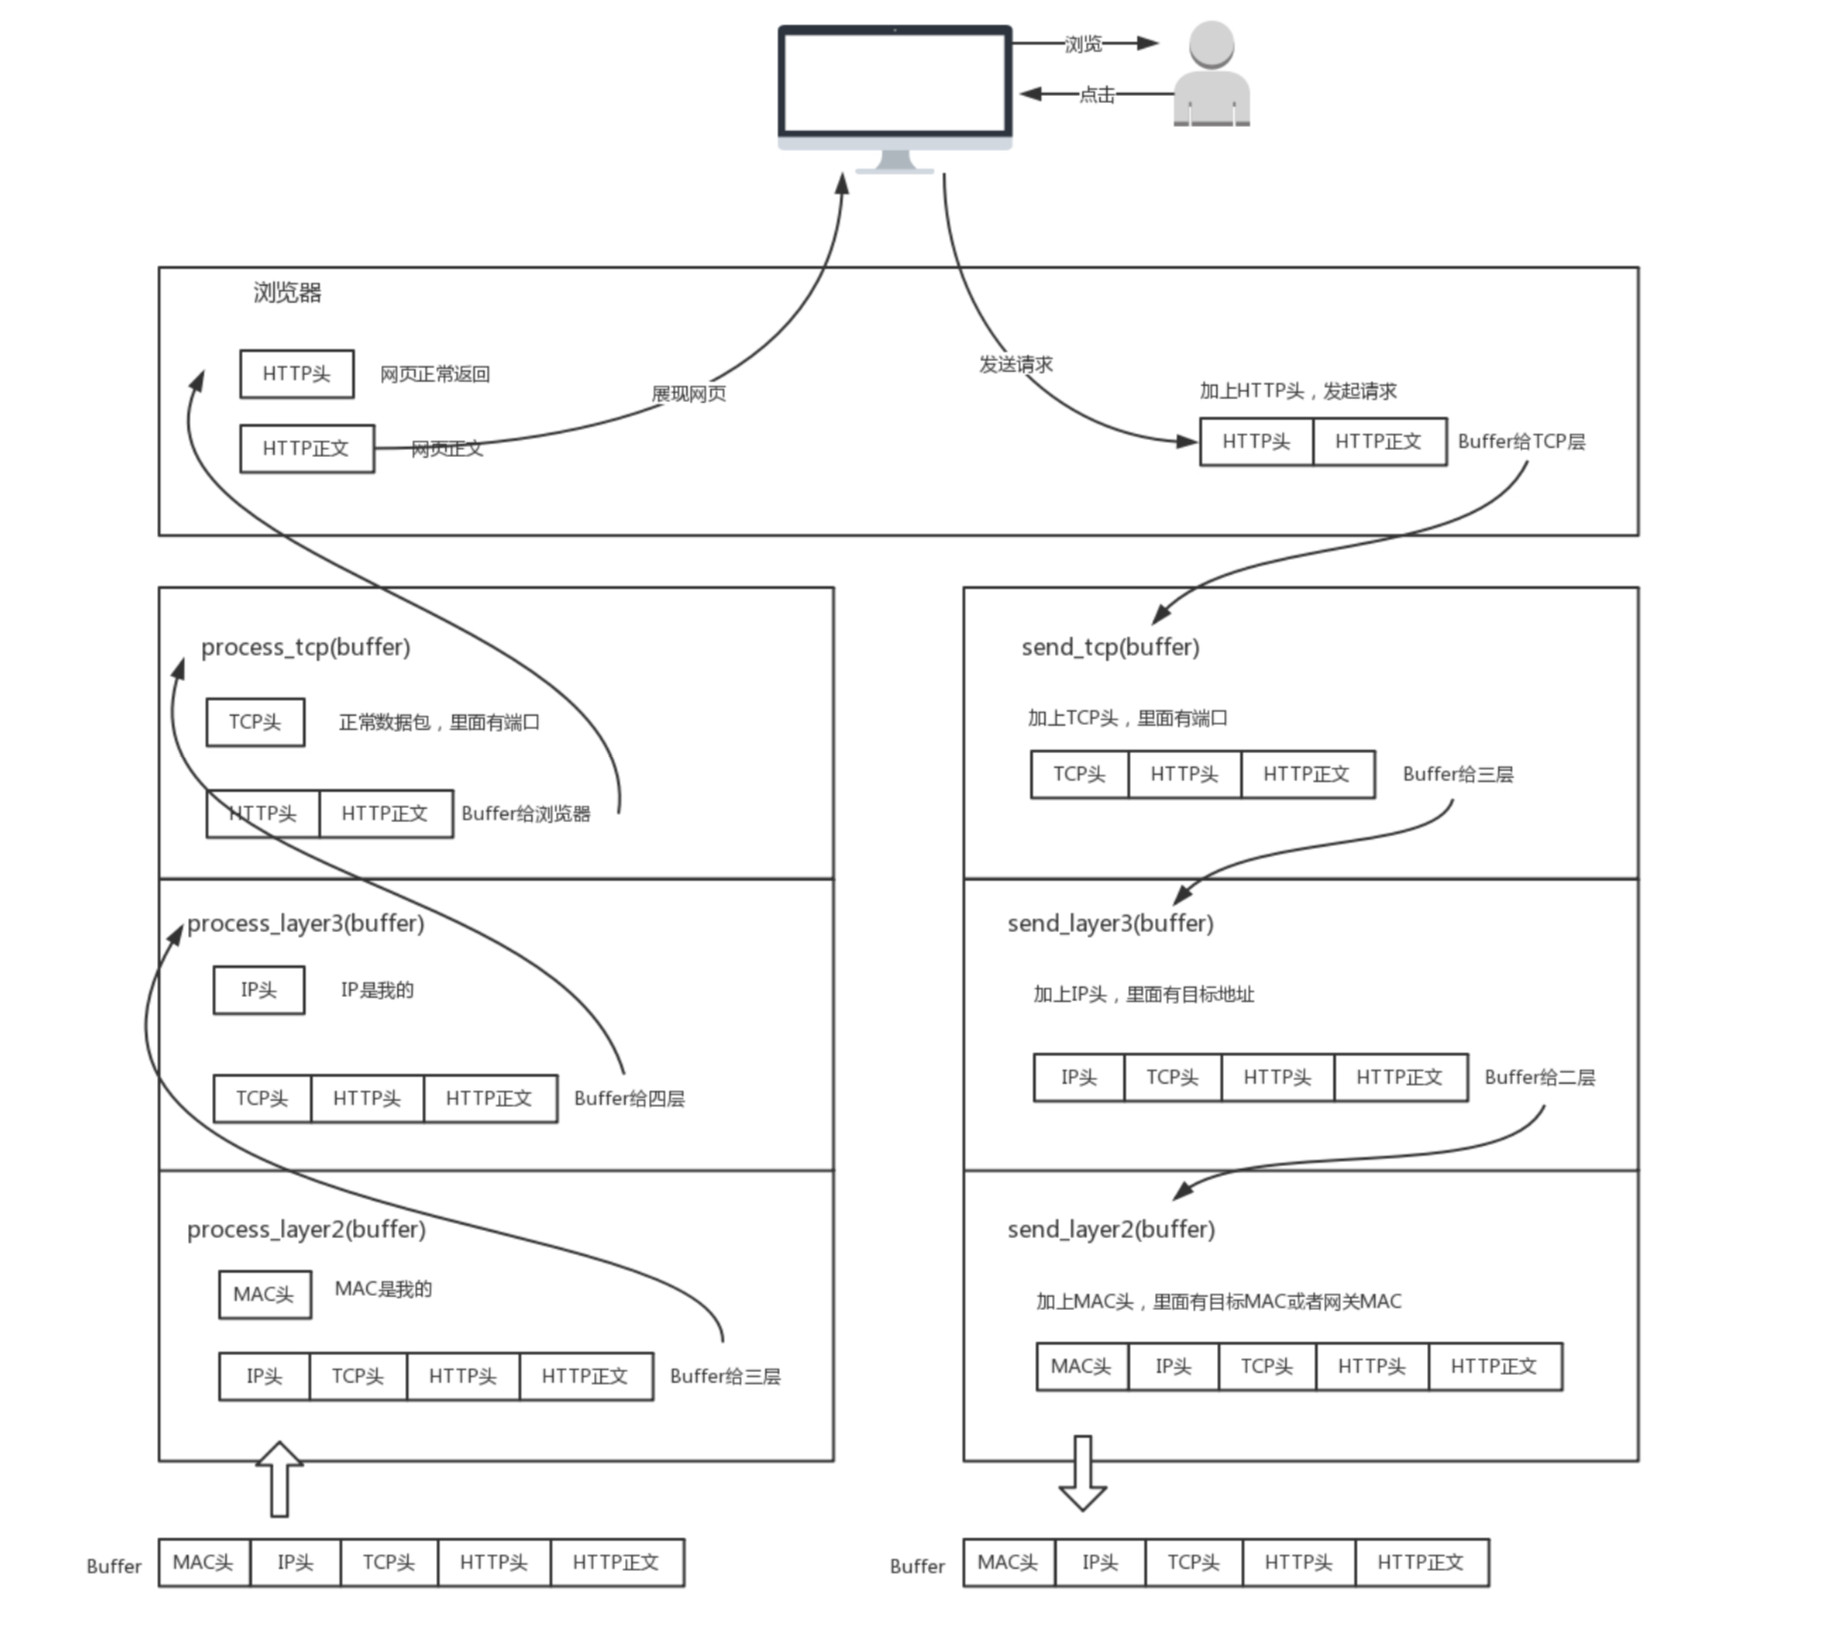 浏览
点击
浏览器
HTTP头
网页正常返回
HTTP正文
网页正文
展现网页
发送请求
加上HTTP头，发起请求
HTTP头 HTTP正文 Buffer给TCP层
process_tcp(buffer)
TCP头
正常数据包，里面有端口
HTTP头 HTTP正文 Buffer给浏览器
process_layer3(buffer)
IP头
IP是我的
TCP头 HTTP头 HTTP正文 Buffer给四层
process_layer2(buffer)
MAC头
MAC是我的
IP头 TCP头 HTTP头 HTTP正文 Buffer给三层
Buffer MAC头 IP头 TCP头 HTTP头 HTTP正文
send_tcp(buffer)
加上TCP头，里面有端口
TCP头 HTTP头 HTTP正文 Buffer给三层
send_layer3(buffer)
加上IP头，里面有目标地址
IP头 TCP头 HTTP头 HTTP正文 Buffer给二层
send_layer2(buffer)
加上MAC头，里面有目标MAC或者网关MAC
MAC头 IP头 TCP头 HTTP头 HTTP正文
Buffer MAC头 IP头 TCP头 HTTP头 HTTP正文